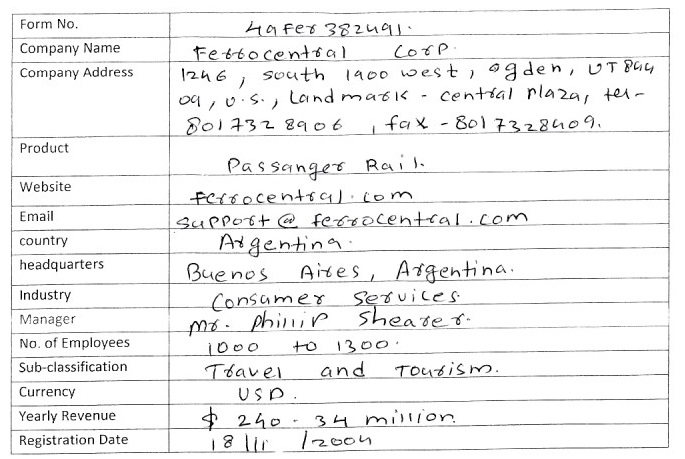 Form No. 49Fer382491.
Company Name Ferrocentral Corp.
Company Address 1246, south 1900 west, ogden, UT 844
09, U.S., Landmark - central Plaza, tel-
8017328906, fax - 8017328409.
Product Passanger Rail.
Website ferrocentral.com
Email support@ferrocentral.com
country Argentina.
headquarters Buenos Aires, Argentina.
Industry Consumer Services.
Manager Mr. Phillip Shearer.
No. of Employees 1000 to 1300.
Sub-classification Travel and Tourism.
Currency USD.
Yearly Revenue $ 240.34 million.
Registration Date 18/11/2004